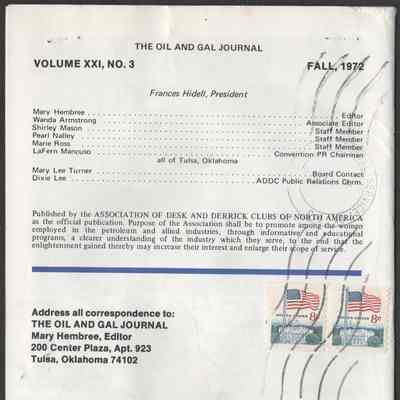 THE OIL AND GAL JOURNAL
VOLUME XXI, NO. 3 FALL, 1972
Frances Hidell, President
Mary Hembree Editor
Wanda Armstrong Associate Editor
Shirley Mason Staff Member
Pearl Nalley Staff Member
Marie Ross Staff Member
LaFern Mancuso Convention PR Chairman
all of Tulsa, Oklahoma
Mary Lee Turner Board Contact
Dixie Lee ADDC Public Relations Chrm.
Published by the ASSOCIATION OF DESK AND DERRICK CLUBS OF NORTH AMERICA
as the official publication. Purpose of the Association shall be to promote among the women
employed in the petroleum and allied industries, through informative and educational
programs, a clearer understanding of the industry which they serve, to the end that the
enlightenment gained thereby may increase their interest and enlarge their scope of service.
Address all correspondence to:
THE OIL AND GAL JOURNAL
Mary Hembree, Editor
200 Center Plaza, Apt. 923
Tulsa, Oklahoma 74102
8c 8c